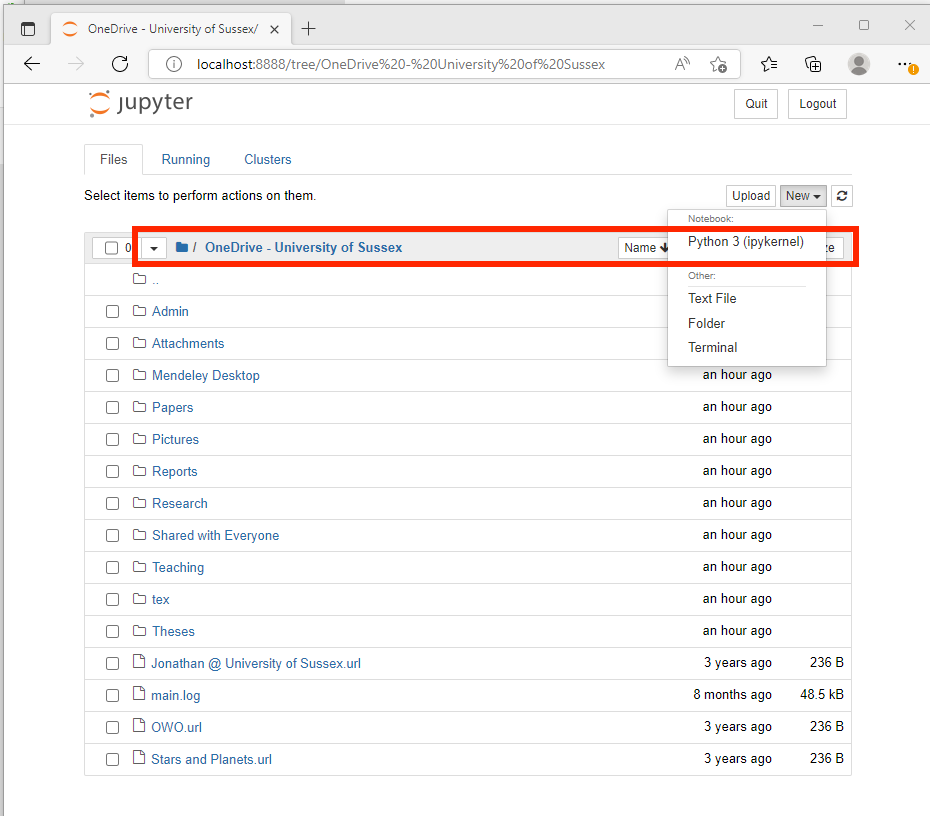 OneDrive - University of Sussex/
localhost:8888/tree/OneDrive%20-%20University%20of%20Sussex
jupyter
Quit Logout
Files Running Clusters
Select items to perform actions on them.
Upload New
Notebook:
Python 3 (ipykernel)
Other:
Text File
Folder
Terminal
0 / OneDrive - University of Sussex Name ze
..
Admin
Attachments
Mendeley Desktop an hour ago
Papers an hour ago
Pictures an hour ago
Reports an hour ago
Research an hour ago
Shared with Everyone an hour ago
Teaching an hour ago
tex an hour ago
Theses an hour ago
Jonathan @ University of Sussex.url 3 years ago 236 B
main.log 8 months ago 48.5 kB
OWO.url 3 years ago 236 B
Stars and Planets.url 3 years ago 236 B